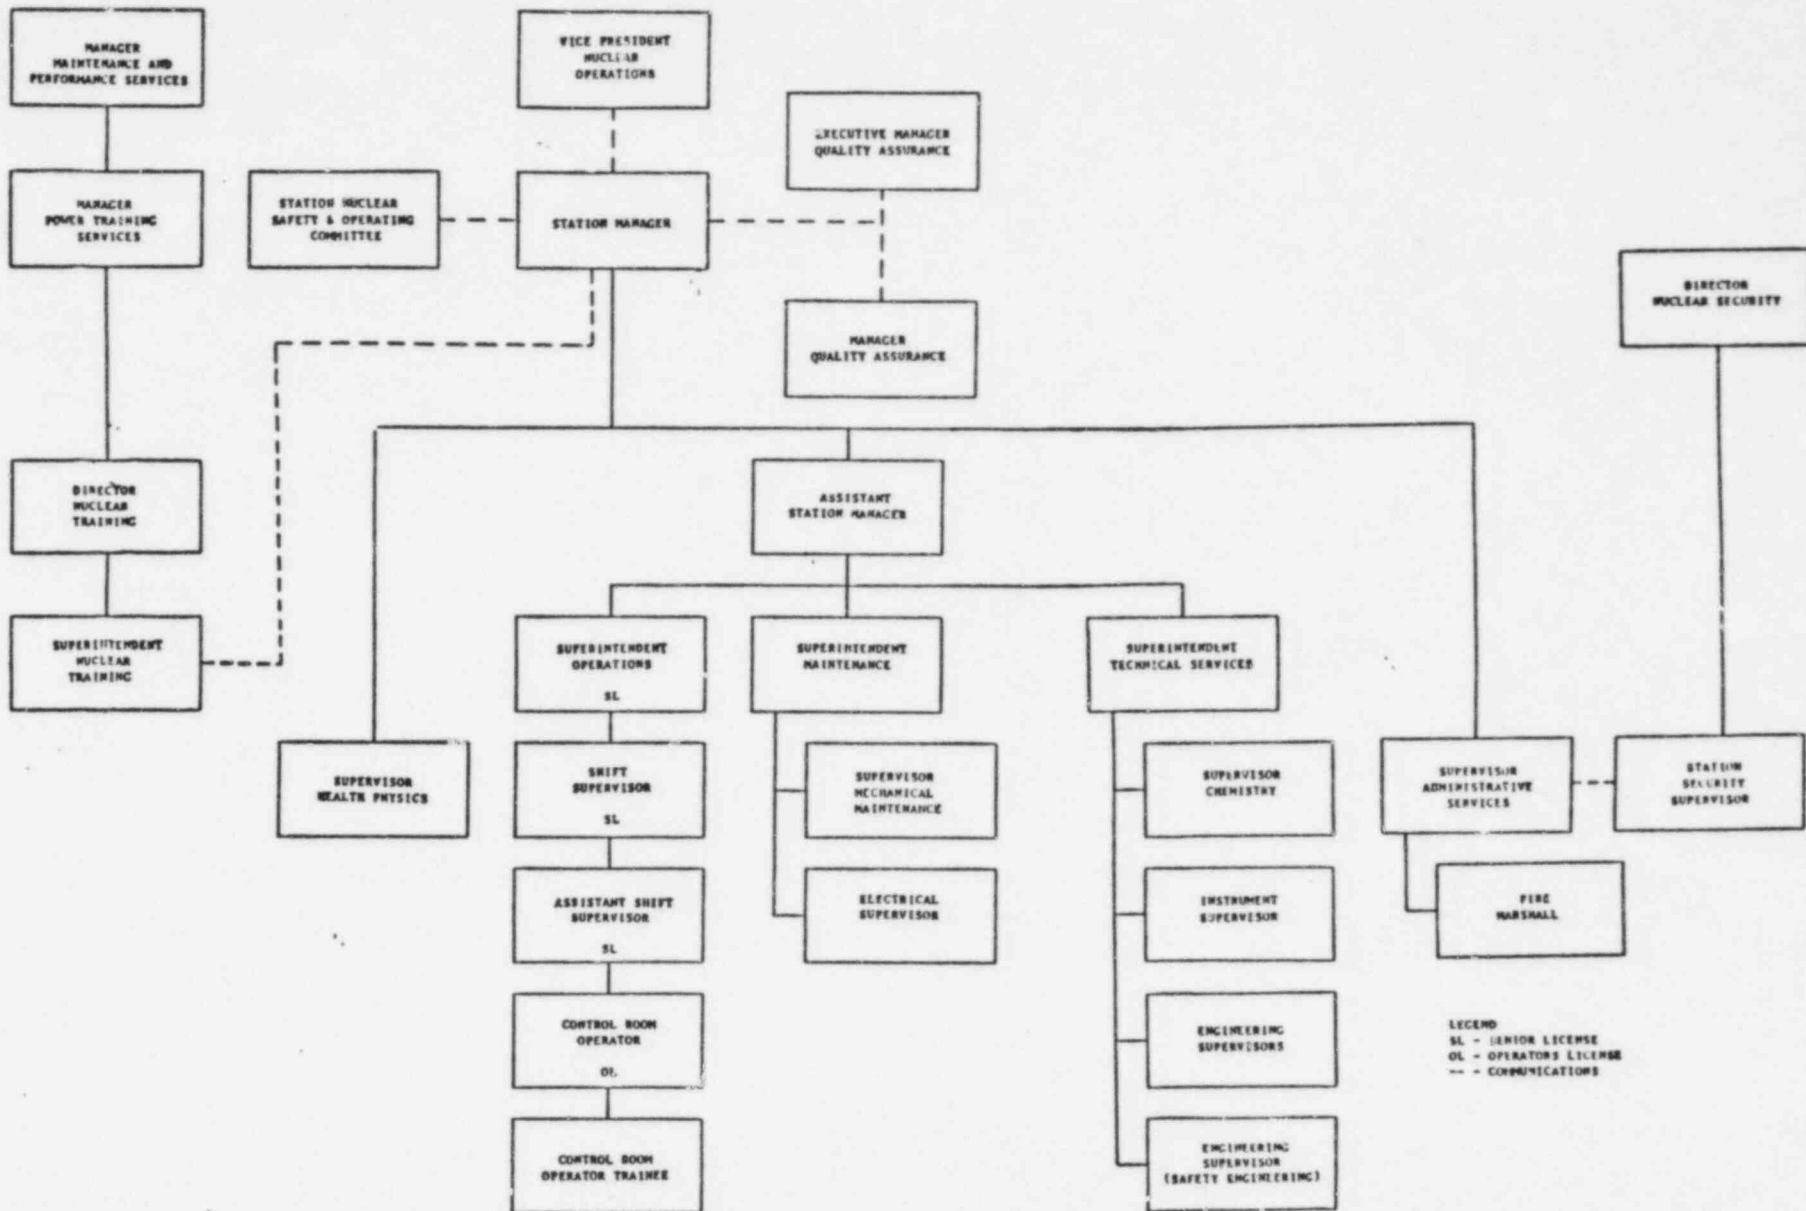 MANAGER
MAINTENANCE AND
PERFORMANCE SERVICES
VICE PRESIDENT
NUCLEAR
OPERATIONS
EXECUTIVE MANAGER
QUALITY ASSURANCE
MANAGER
POWER TRAINING
SERVICES
STATION NUCLEAR
SAFETY & OPERATING
COMMITTEE
STATION MANAGER
DIRECTOR
NUCLEAR SECURITY
MANAGER
QUALITY ASSURANCE
DIRECTOR
NUCLEAR
TRAINING
ASSISTANT
STATION MANAGER
SUPERINTENDENT
NUCLEAR
TRAINING
SUPERINTENDENT
OPERATIONS
SL
SUPERINTENDENT
MAINTENANCE
SUPERINTENDENT
TECHNICAL SERVICES
SUPERVISOR
HEALTH PHYSICS
SHIFT
SUPERVISOR
SL
SUPERVISOR
MECHANICAL
MAINTENANCE
SUPERVISOR
CHEMISTRY
SUPERVISOR
ADMINISTRATIVE
SERVICES
STATION
SECURITY
SUPERVISOR
ASSISTANT SHIFT
SUPERVISOR
SL
ELECTRICAL
SUPERVISOR
INSTRUMENT
SUPERVISOR
FIRE
MARSHALL
CONTROL ROOM
OPERATOR
OL
ENGINEERING
SUPERVISORS
LEGEND
SL - SENIOR LICENSE
OL - OPERATORS LICENSE
-- - COMMUNICATIONS
CONTROL ROOM
OPERATOR TRAINEE
ENGINEERING
SUPERVISOR
(SAFETY ENGINEERING)